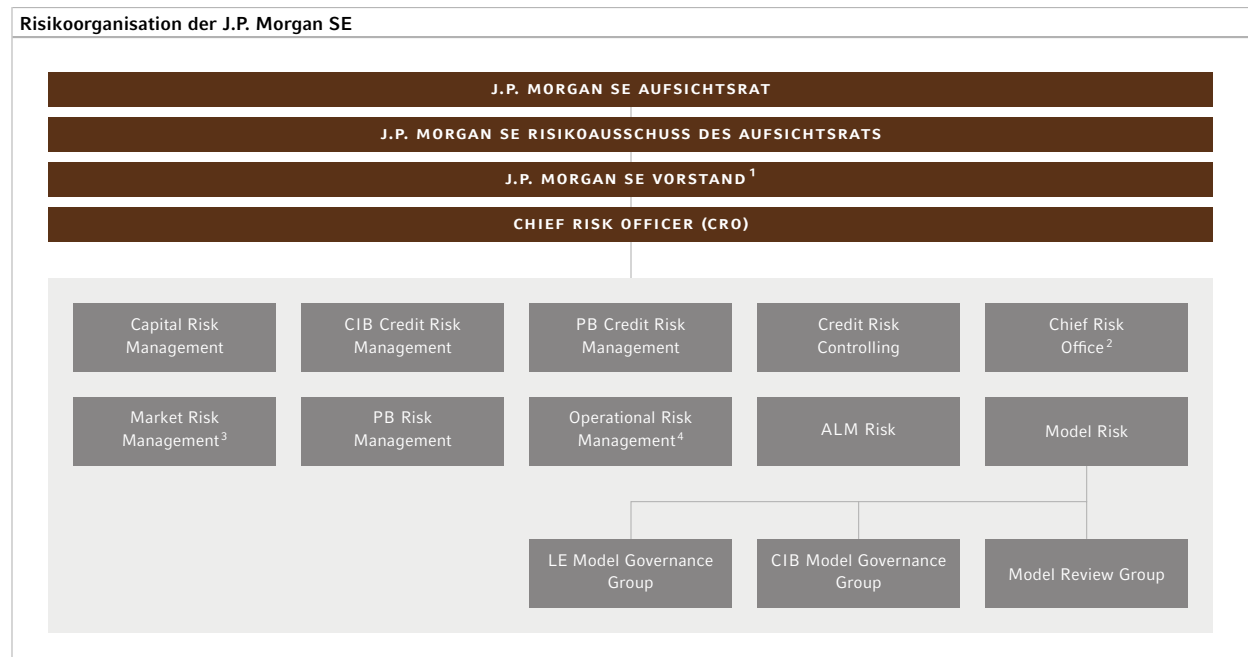 Risikoorganisation der J.P. Morgan SE
J.P. MORGAN SE AUFSICHTSRAT
J.P. MORGAN SE RISIKOAUSSCHUSS DES AUFSICHTSRATS
J.P. MORGAN SE VORSTAND¹
CHIEF RISK OFFICER (CRO)
Capital Risk
Management
CIB Credit Risk
Management
PB Credit Risk
Management
Credit Risk
Controlling
Chief Risk
Office²
Market Risk
Management³
PB Risk
Management
Operational Risk
Management⁴
ALM Risk
Model Risk
LE Model Governance
Group
CIB Model Governance
Group
Model Review Group